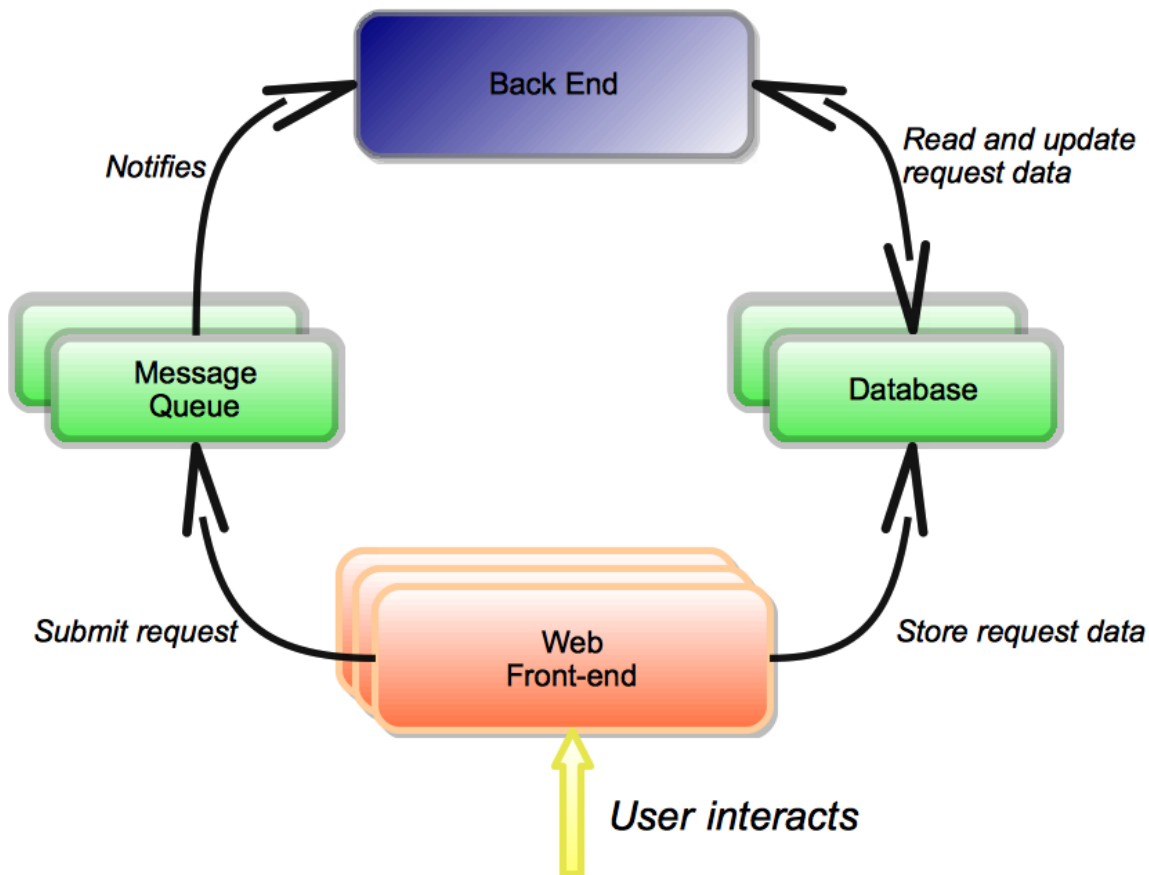 Back End
Notifies
Read and update
request data
Message
Queue
Database
Submit request
Web
Front-end
Store request data
User interacts